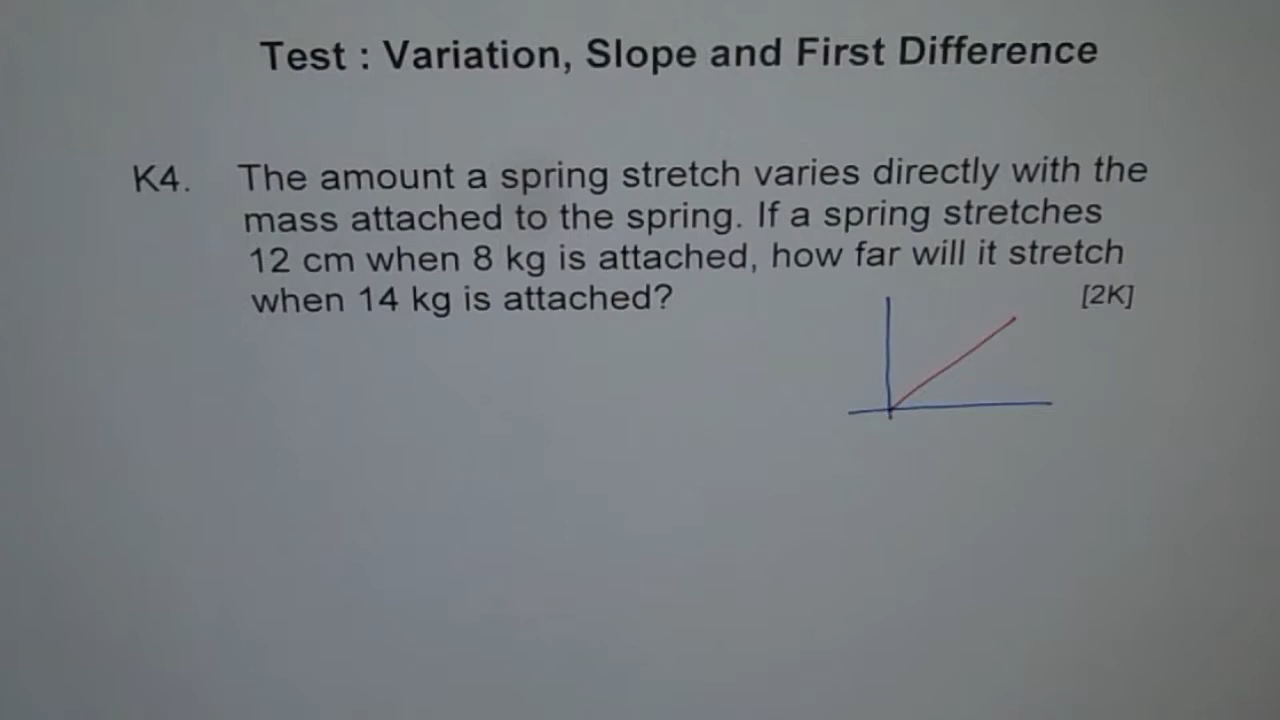 Test : Variation, Slope and First Difference
K4. The amount a spring stretch varies directly with the
mass attached to the spring. If a spring stretches
12 cm when 8 kg is attached, how far will it stretch
when 14 kg is attached? [2K]